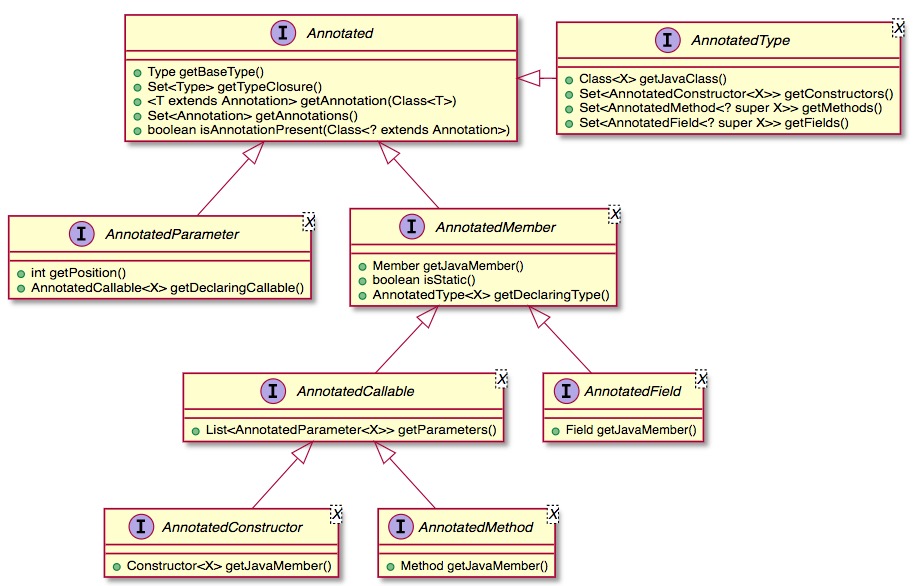 I Annotated
Type getBaseType()
Set<Type> getTypeClosure()
<T extends Annotation> getAnnotation(Class<T>)
Set<Annotation> getAnnotations()
boolean isAnnotationPresent(Class<? extends Annotation>)
I AnnotatedType X
Class<X> getJavaClass()
Set<AnnotatedConstructor<X>> getConstructors()
Set<AnnotatedMethod<? super X>> getMethods()
Set<AnnotatedField<? super X>> getFields()
I AnnotatedParameter X
int getPosition()
AnnotatedCallable<X> getDeclaringCallable()
I AnnotatedMember X
Member getJavaMember()
boolean isStatic()
AnnotatedType<X> getDeclaringType()
I AnnotatedCallable X
List<AnnotatedParameter<X>> getParameters()
I AnnotatedField X
Field getJavaMember()
I AnnotatedConstructor X
Constructor<X> getJavaMember()
I AnnotatedMethod X
Method getJavaMember()